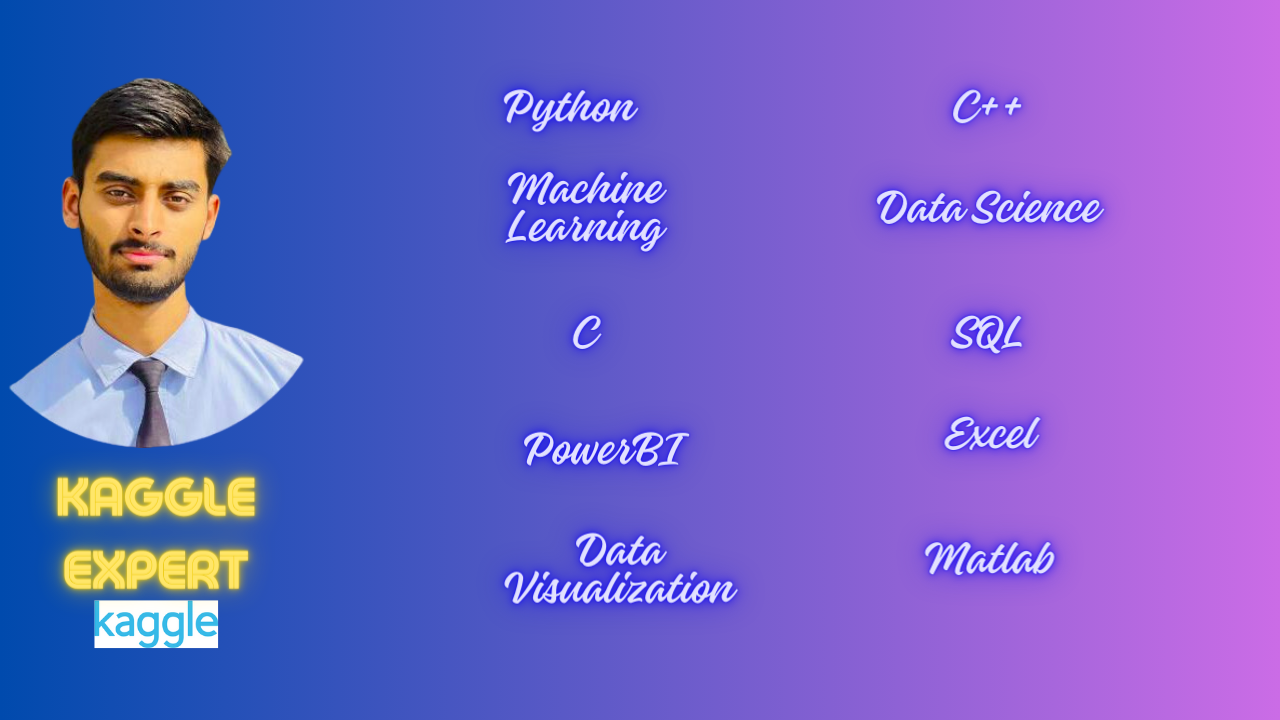 Python
C++
Machine
Learning
Data Science
C
SQL
PowerBI
Excel
Data
Visualization
Matlab
KAGGLE
EXPERT
kaggle